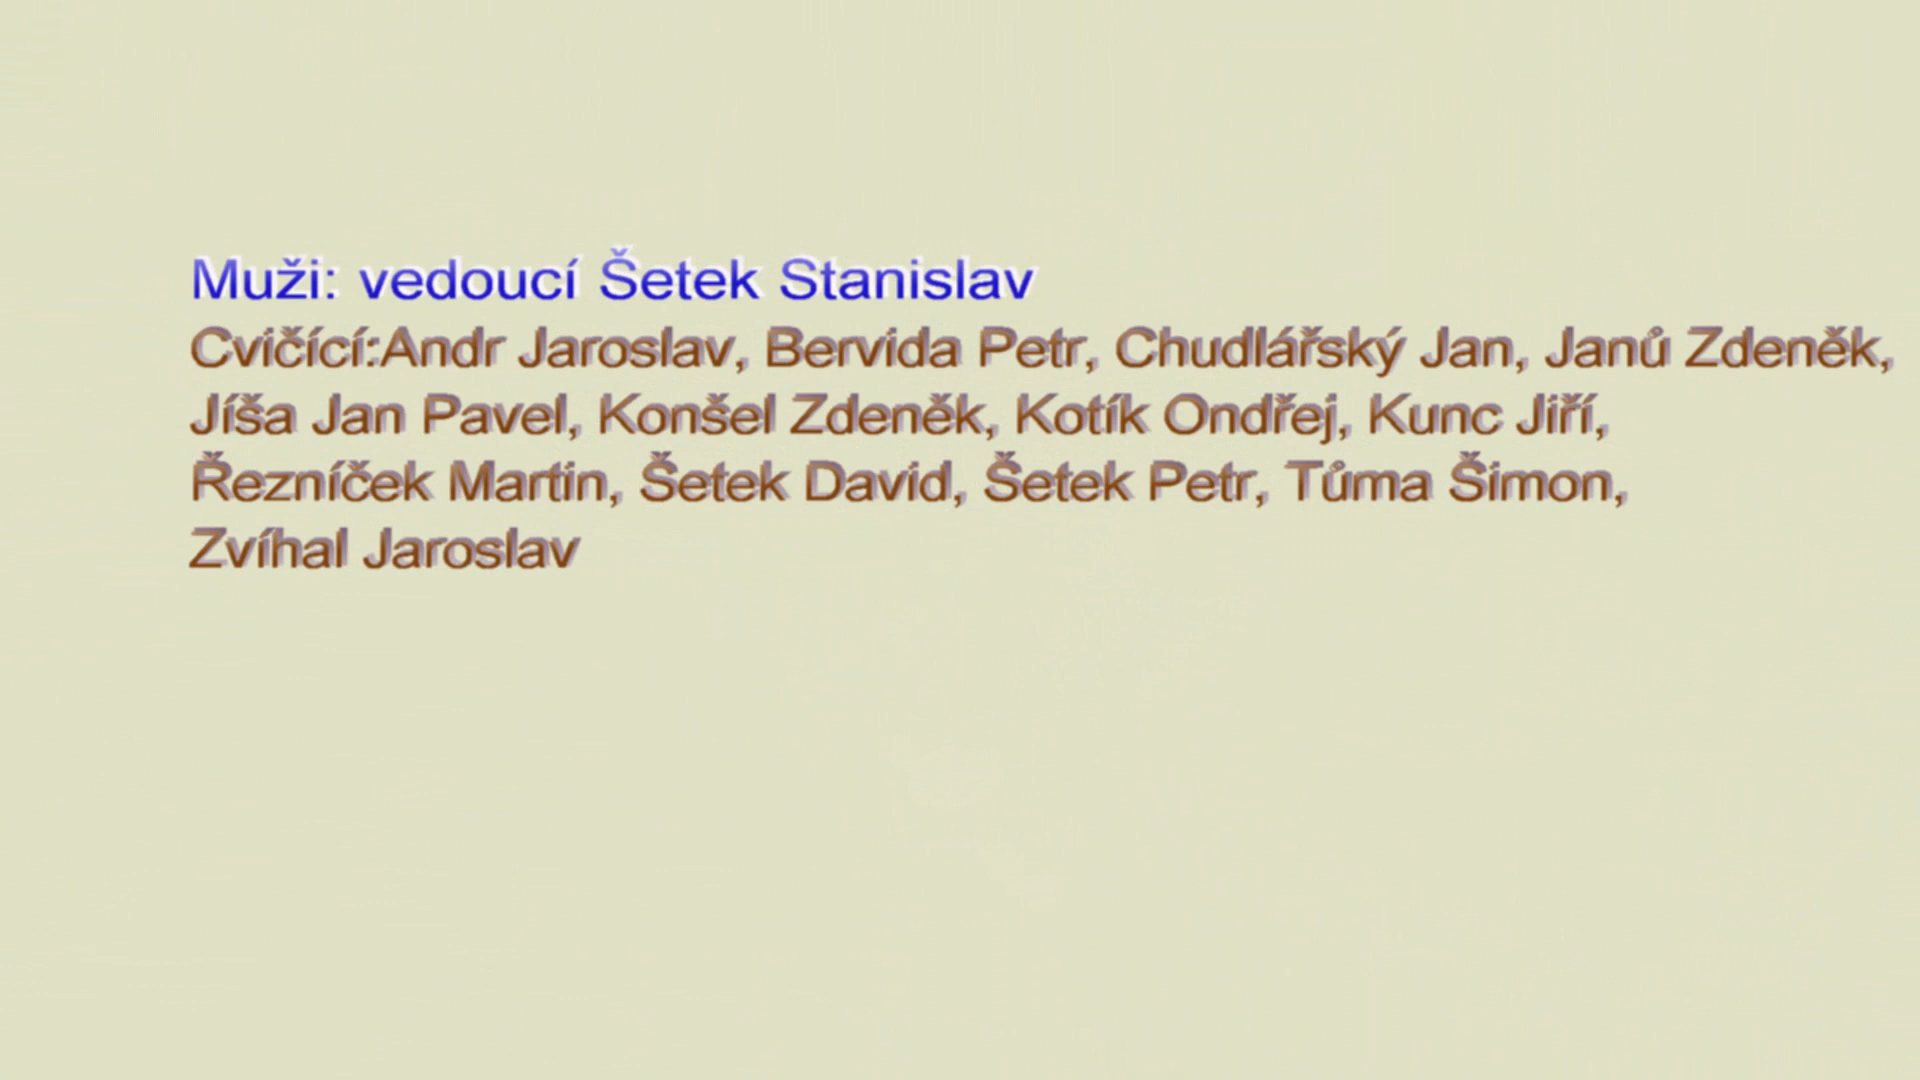 Muži: vedoucí Šetek Stanislav
Cvičící:Andr Jaroslav, Bervida Petr, Chudlářský Jan, Janů Zdeněk,
Jíša Jan Pavel, Konšel Zdeněk, Kotík Ondřej, Kunc Jiří,
Řezníček Martin, Šetek David, Šetek Petr, Tůma Šimon,
Zvíhal Jaroslav